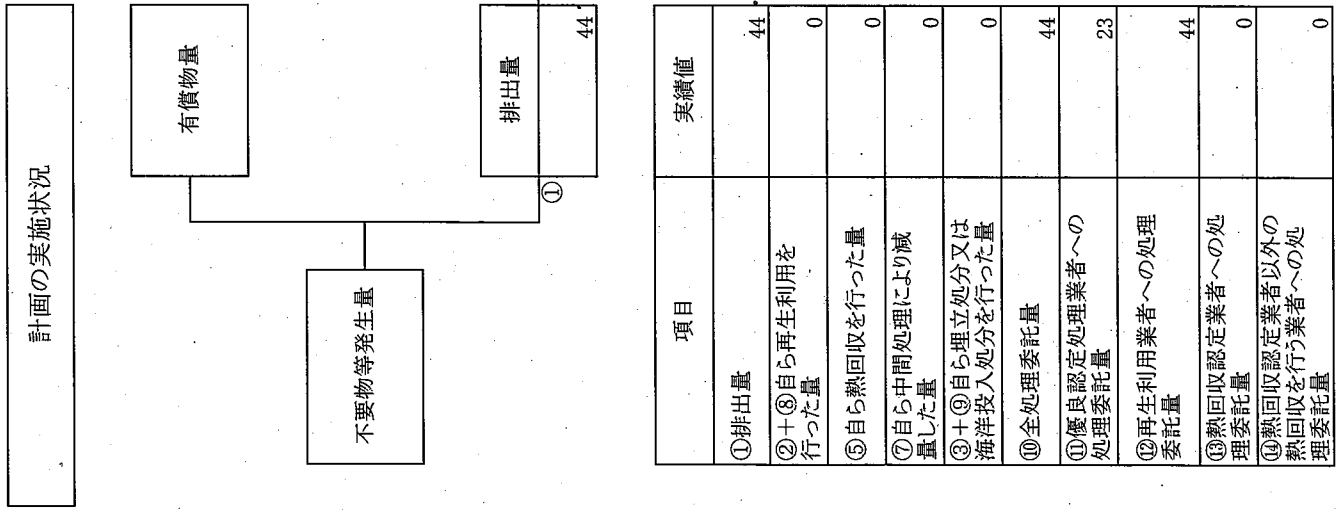 計画の実施状況
有償物量
不要物等発生量
排出量
①
44
項目 実績値
①排出量 44
②+⑧自ら再生利用を
行った量 0
⑤自ら熱回収を行った量 0
⑦自ら中間処理により減
量した量 0
③+⑨自ら埋立処分又は
海洋投入処分を行った量 0
⑩全処理委託量 44
⑪優良認定処理業者への
処理委託量 23
⑫再生利用業者への処理
委託量 44
⑬熱回収認定業者への処
理委託量 0
⑭熱回収認定業者以外の
熱回収を行う業者への処
理委託量 0